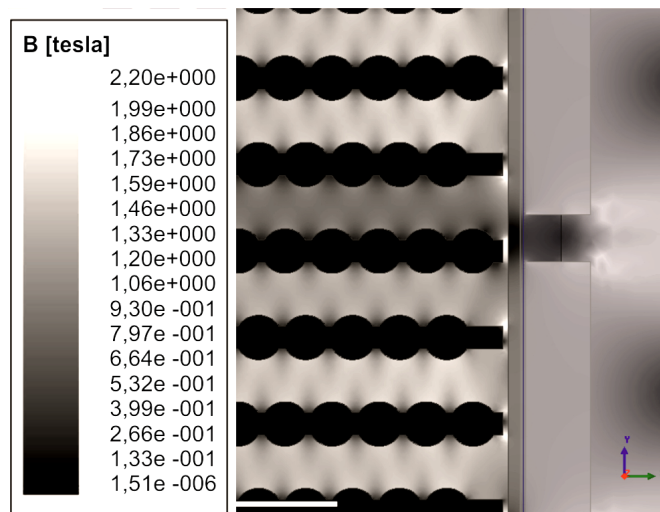 B [tesla]
2,20e+000
1,99e+000
1,86e+000
1,73e+000
1,59e+000
1,46e+000
1,33e+000
1,20e+000
1,06e+000
9,30e -001
7,97e -001
6,64e -001
5,32e -001
3,99e -001
2,66e -001
1,33e -001
1,51e -006
Y